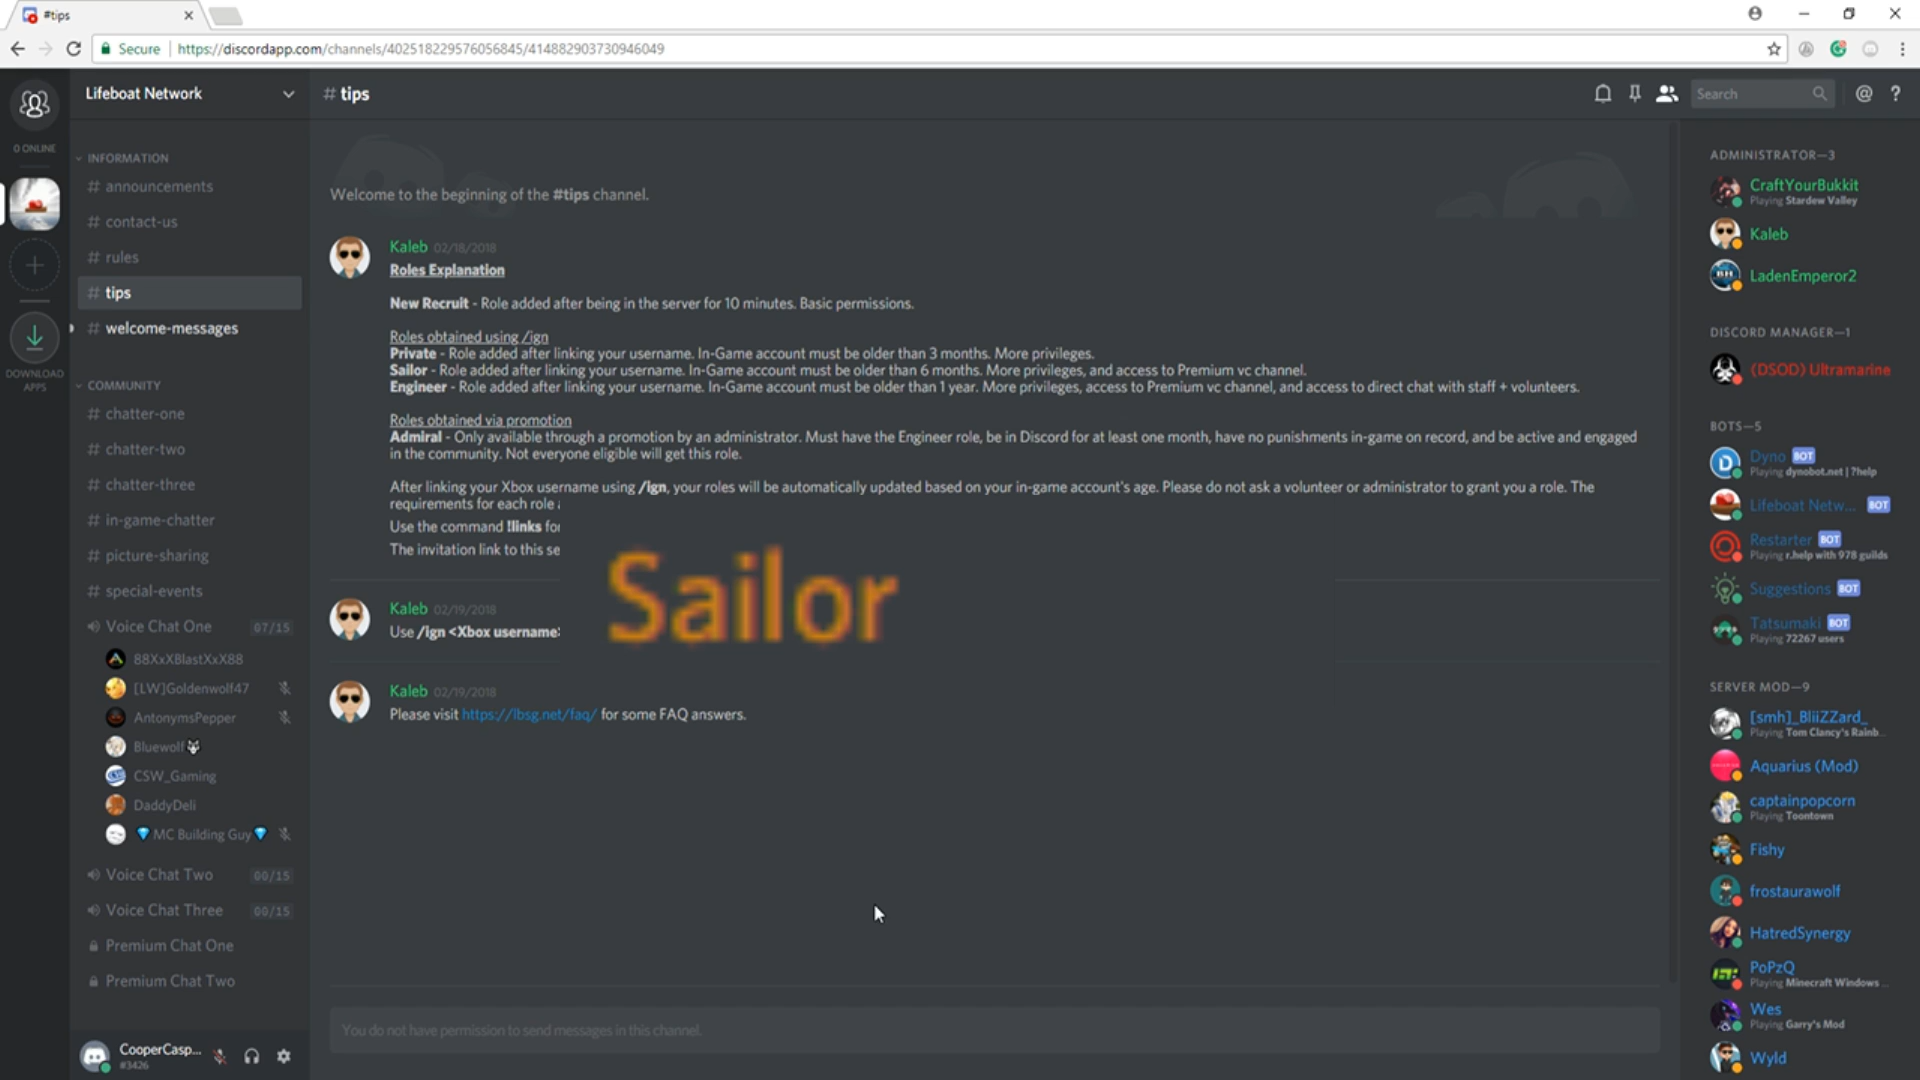 #tips
Secure
https://discordapp.com/channels/402518229576056845/414882903730946049
0 ONLINE
DOWNLOAD
APPS
Lifeboat Network
INFORMATION
# announcements
# contact-us
# rules
# tips
# welcome-messages
COMMUNITY
# chatter-one
# chatter-two
# chatter-three
# in-game-chatter
# picture-sharing
# special-events
Voice Chat One 07/15
88XxXBlastXxX88
[LW]Goldenwolf47
AntonymsPepper
Bluewolf
CSW_Gaming
DaddyDeli
MC Building Guy
Voice Chat Two 00/15
Voice Chat Three 00/15
Premium Chat One
Premium Chat Two
CooperCasp...
#3426
# tips
Search
Welcome to the beginning of the #tips channel.
Kaleb 02/18/2018
Roles Explanation
New Recruit - Role added after being in the server for 10 minutes. Basic permissions.
Roles obtained using /ign
Private - Role added after linking your username. In-Game account must be older than 3 months. More privileges.
Sailor - Role added after linking your username. In-Game account must be older than 6 months. More privileges, and access to Premium vc channel.
Engineer - Role added after linking your username. In-Game account must be older than 1 year. More privileges, access to Premium vc channel, and access to direct chat with staff + volunteers.
Roles obtained via promotion
Admiral - Only available through a promotion by an administrator. Must have the Engineer role, be in Discord for at least one month, have no punishments in-game on record, and be active and engaged
in the community. Not everyone eligible will get this role.
After linking your Xbox username using /ign, your roles will be automatically updated based on your in-game account's age. Please do not ask a volunteer or administrator to grant you a role. The
requirements for each role
Use the command !links for
The invitation link to this se
Sailor
Kaleb 02/19/2018
Use /ign <Xbox username>
Kaleb 02/19/2018
Please visit https://lbsg.net/faq/ for some FAQ answers.
You do not have permission to send messages in this channel.
ADMINISTRATOR—3
CraftYourBukkit
Playing Stardew Valley
Kaleb
LadenEmperor2
DISCORD MANAGER—1
(DSOD) Ultramarine
BOTS—5
Dyno BOT
Playing dynobot.net | ?help
Lifeboat Netw... BOT
Restarter BOT
Playing r.help with 978 guilds
Suggestions BOT
Tatsumaki BOT
Playing 72267 users
SERVER MOD—9
[smh]_BliiZZard_
Playing Tom Clancy's Rainb...
Aquarius (Mod)
captainpopcorn
Playing Toontown
Fishy
frostaurawolf
HatredSynergy
PoPzQ
Playing Minecraft Windows ...
Wes
Playing Garry's Mod
Wyld